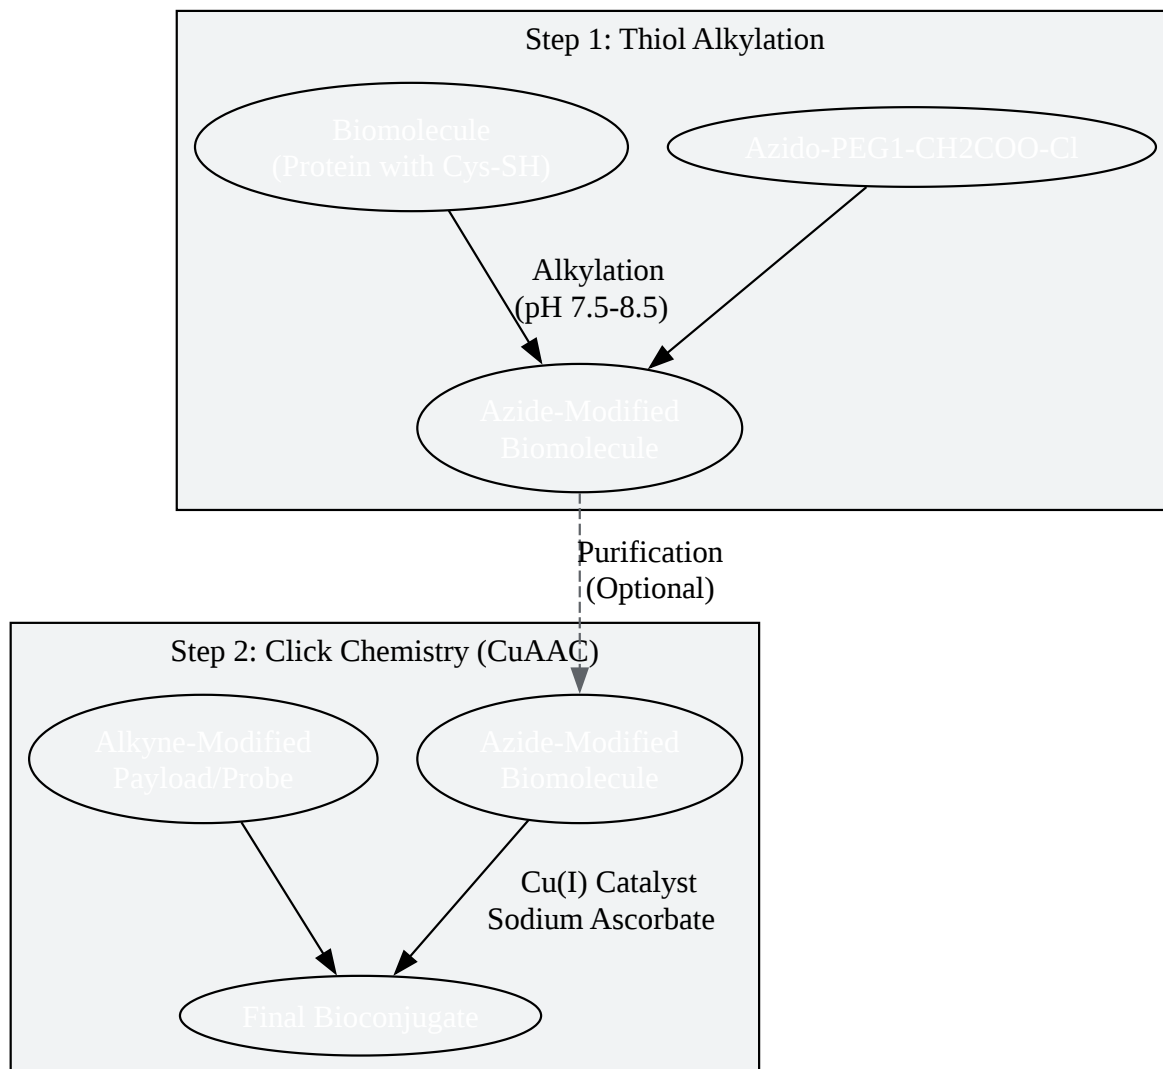 Step 1: Thiol Alkylation
Biomolecule
(Protein with Cys-SH)
Azido-PEG1-CH2COO-Cl
Alkylation
(pH 7.5-8.5)
Azide-Modified
Biomolecule
Purification
(Optional)
Step 2: Click Chemistry (CuAAC)
Alkyne-Modified
Payload/Probe
Azide-Modified
Biomolecule
Cu(I) Catalyst
Sodium Ascorbate
Final Bioconjugate